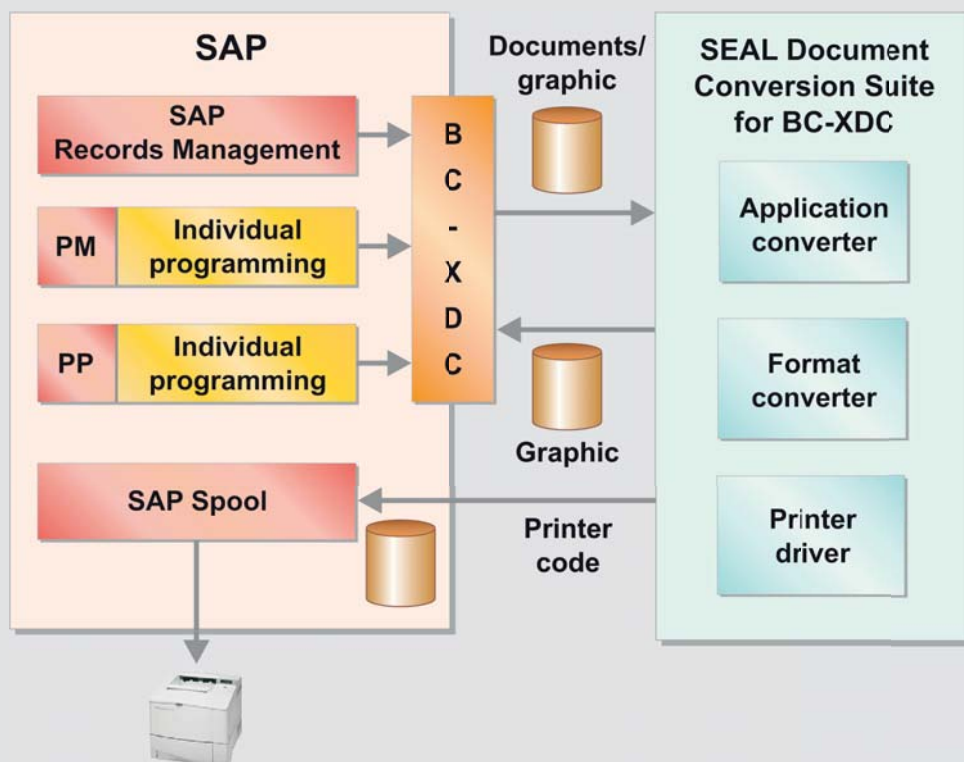 SAP
SAP
Records Management
PM
Individual
programming
PP
Individual
programming
B
C
-
X
D
C
SAP Spool
Documents/
graphic
Graphic
Printer
code
SEAL Document
Conversion Suite
for BC-XDC
Application
converter
Format
converter
Printer
driver